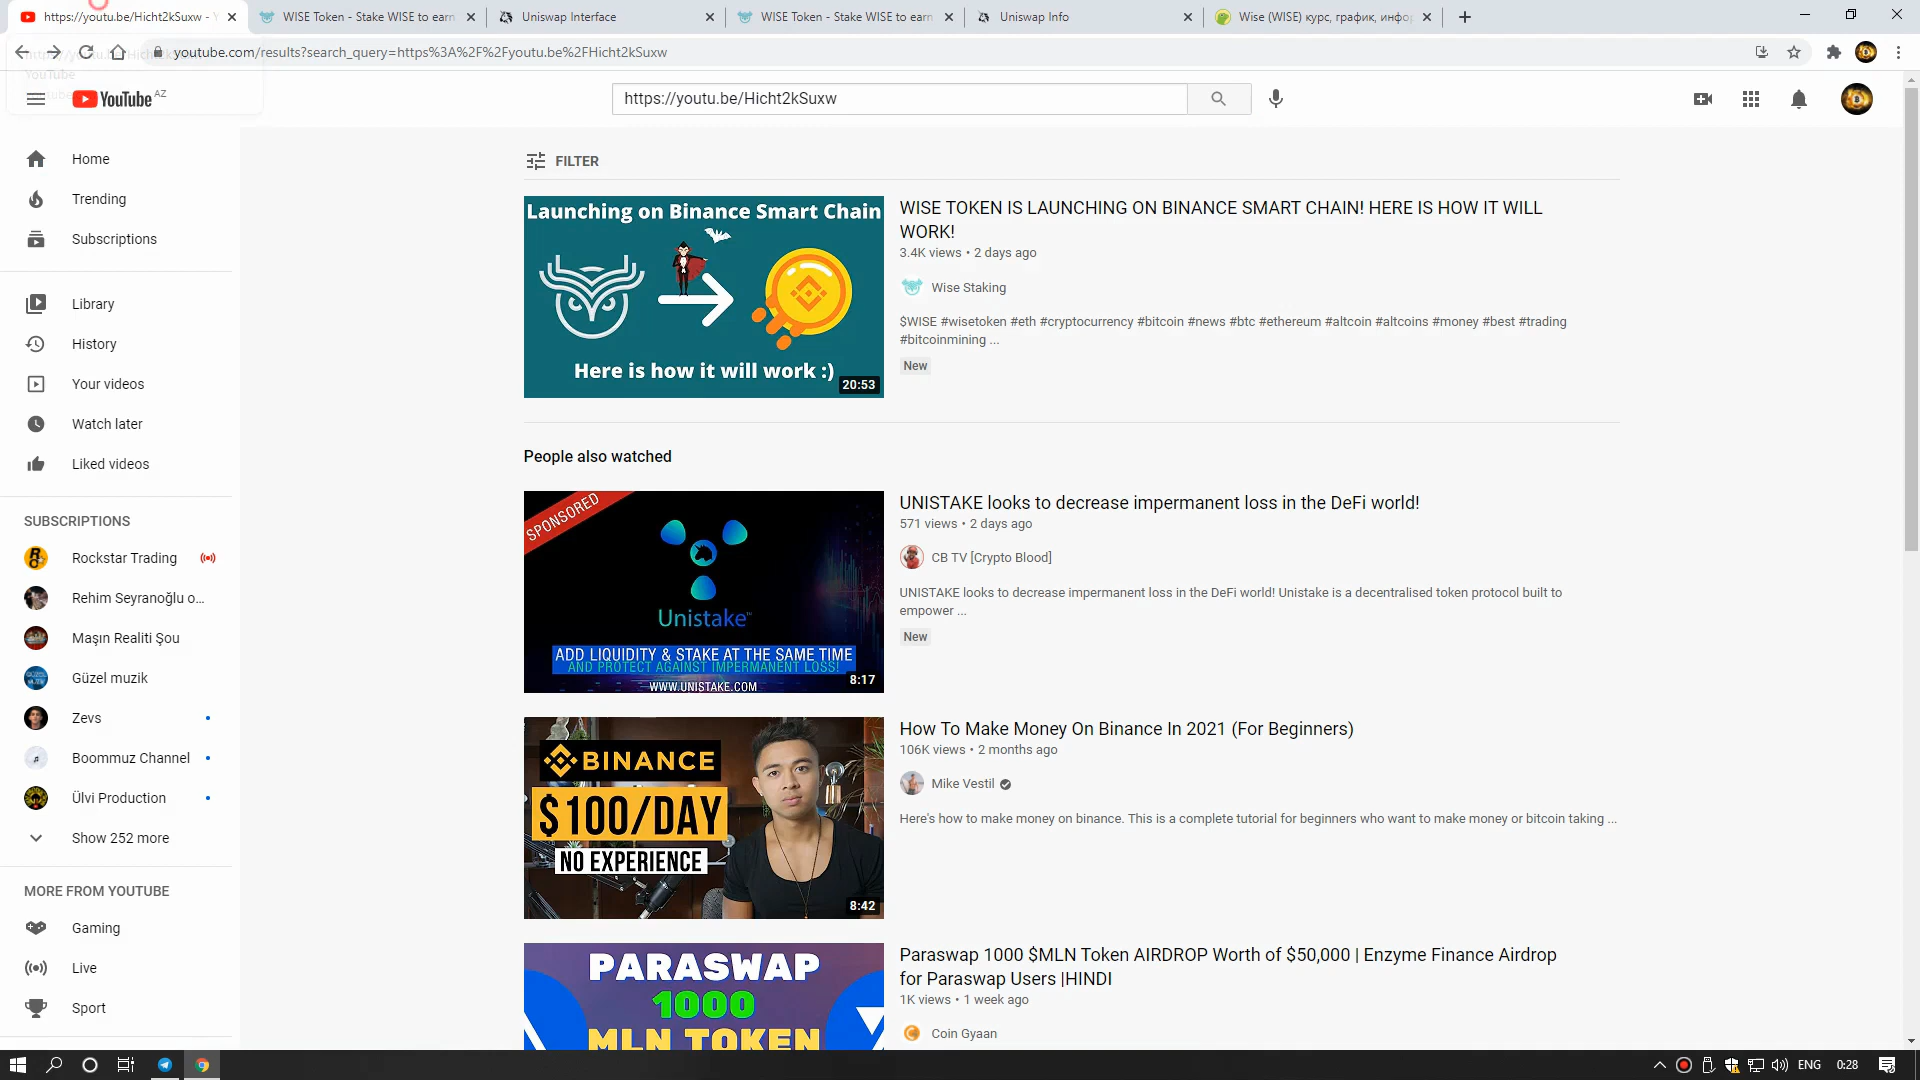 https://youtu.be/Hicht2kSuxw - Y
WISE Token - Stake WISE to earn
Uniswap Interface
WISE Token - Stake WISE to earn
Uniswap Info
Wise (WISE) курс, график, инфо
youtube.com/results?search_query=https%3A%2F%2Fyoutu.be%2FHicht2kSuxw
YouTube
YouTube AZ
https://youtu.be/Hicht2kSuxw
Home
Trending
Subscriptions
Library
History
Your videos
Watch later
Liked videos
SUBSCRIPTIONS
Rockstar Trading
Rehim Seyranoğlu o...
Maşın Realiti Şou
Güzel muzik
Zevs
Boommuz Channel
Ülvi Production
Show 252 more
MORE FROM YOUTUBE
Gaming
Live
Sport
FILTER
Launching on Binance Smart Chain
Here is how it will work :)
20:53
WISE TOKEN IS LAUNCHING ON BINANCE SMART CHAIN! HERE IS HOW IT WILL
WORK!
3.4K views • 2 days ago
Wise Staking
$WISE #wisetoken #eth #cryptocurrency #bitcoin #news #btc #ethereum #altcoin #altcoins #money #best #trading
#bitcoinmining ...
New
People also watched
SPONSORED
Unistake™
ADD LIQUIDITY & STAKE AT THE SAME TIME
AND PROTECT AGAINST IMPERMANENT LOSS!
WWW.UNISTAKE.COM
8:17
UNISTAKE looks to decrease impermanent loss in the DeFi world!
571 views • 2 days ago
CB TV [Crypto Blood]
UNISTAKE looks to decrease impermanent loss in the DeFi world! Unistake is a decentralised token protocol built to
empower ...
New
BINANCE
$100/DAY
NO EXPERIENCE
8:42
How To Make Money On Binance In 2021 (For Beginners)
106K views • 2 months ago
Mike Vestil
Here's how to make money on binance. This is a complete tutorial for beginners who want to make money or bitcoin taking ...
PARASWAP
1000
MLN TOKEN
Paraswap 1000 $MLN Token AIRDROP Worth of $50,000 | Enzyme Finance Airdrop
for Paraswap Users |HINDI
1K views • 1 week ago
Coin Gyaan
ENG
0:28